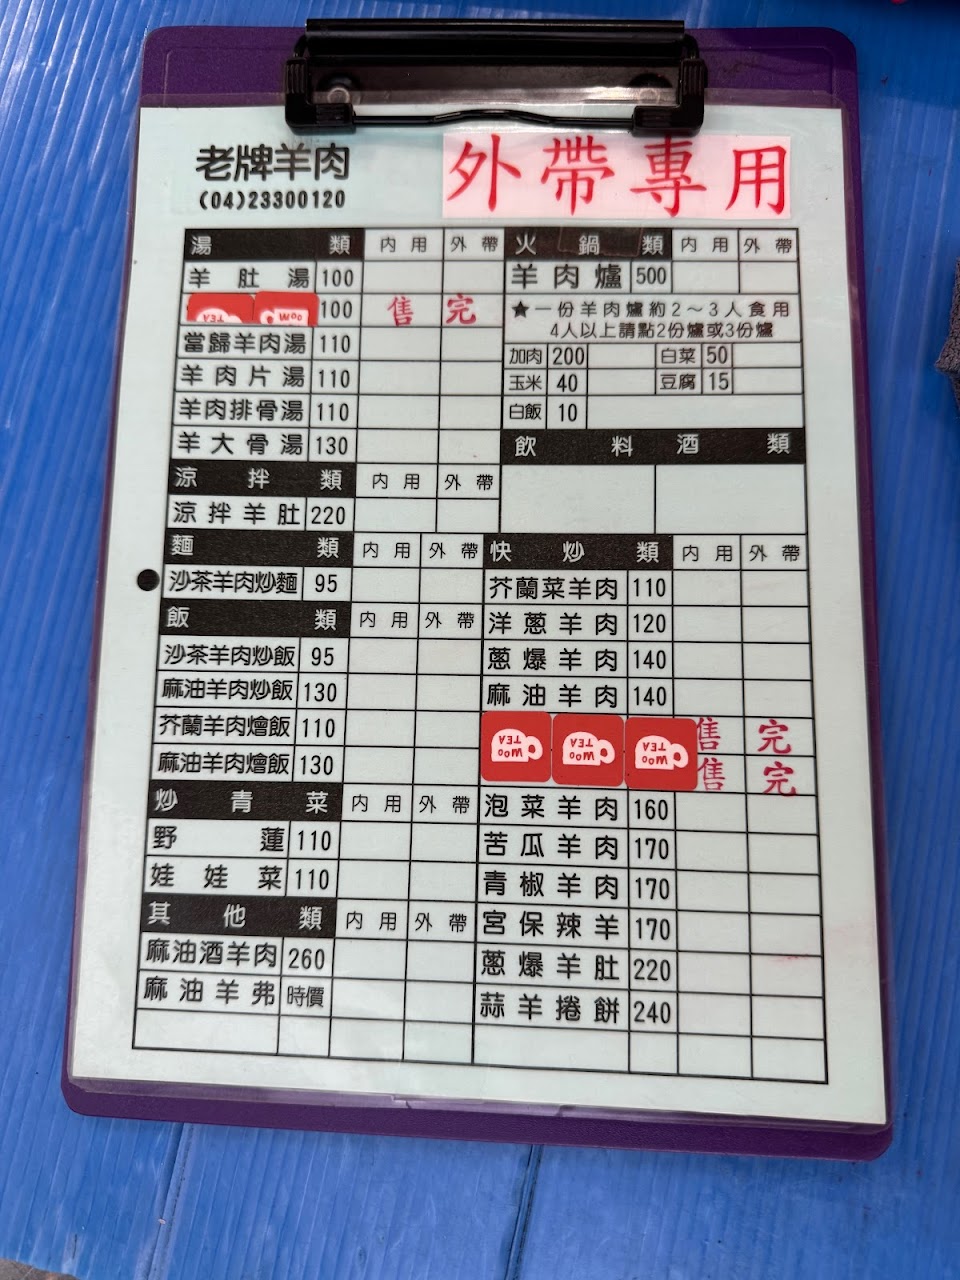 老牌羊肉
(04)23300120
外帶專用
湯類 內用 外帶
羊肚湯 100
100 售完
當歸羊肉湯 110
羊肉片湯 110
羊肉排骨湯 110
羊大骨湯 130
涼拌類 內用 外帶
涼拌羊肚 220
麵類 內用 外帶
沙茶羊肉炒麵 95
飯類 內用 外帶
沙茶羊肉炒飯 95
麻油羊肉炒飯 130
芥蘭羊肉燴飯 110
麻油羊肉燴飯 130
炒青菜 內用 外帶
野蓮 110
娃娃菜 110
其他類 內用 外帶
麻油酒羊肉 260
麻油羊弗 時價
火鍋類 內用 外帶
羊肉爐 500
★一份羊肉爐約2～3人食用
4人以上請點2份爐或3份爐
加肉 200 白菜 50
玉米 40 豆腐 15
白飯 10
飲料酒類
快炒類 內用 外帶
芥蘭菜羊肉 110
洋蔥羊肉 120
蔥爆羊肉 140
麻油羊肉 140
售完
售完
泡菜羊肉 160
苦瓜羊肉 170
青椒羊肉 170
宮保辣羊 170
蔥爆羊肚 220
蒜羊捲餅 240
WOO
TEA
WOO
TEA
WOO
TEA
TEA
WOO